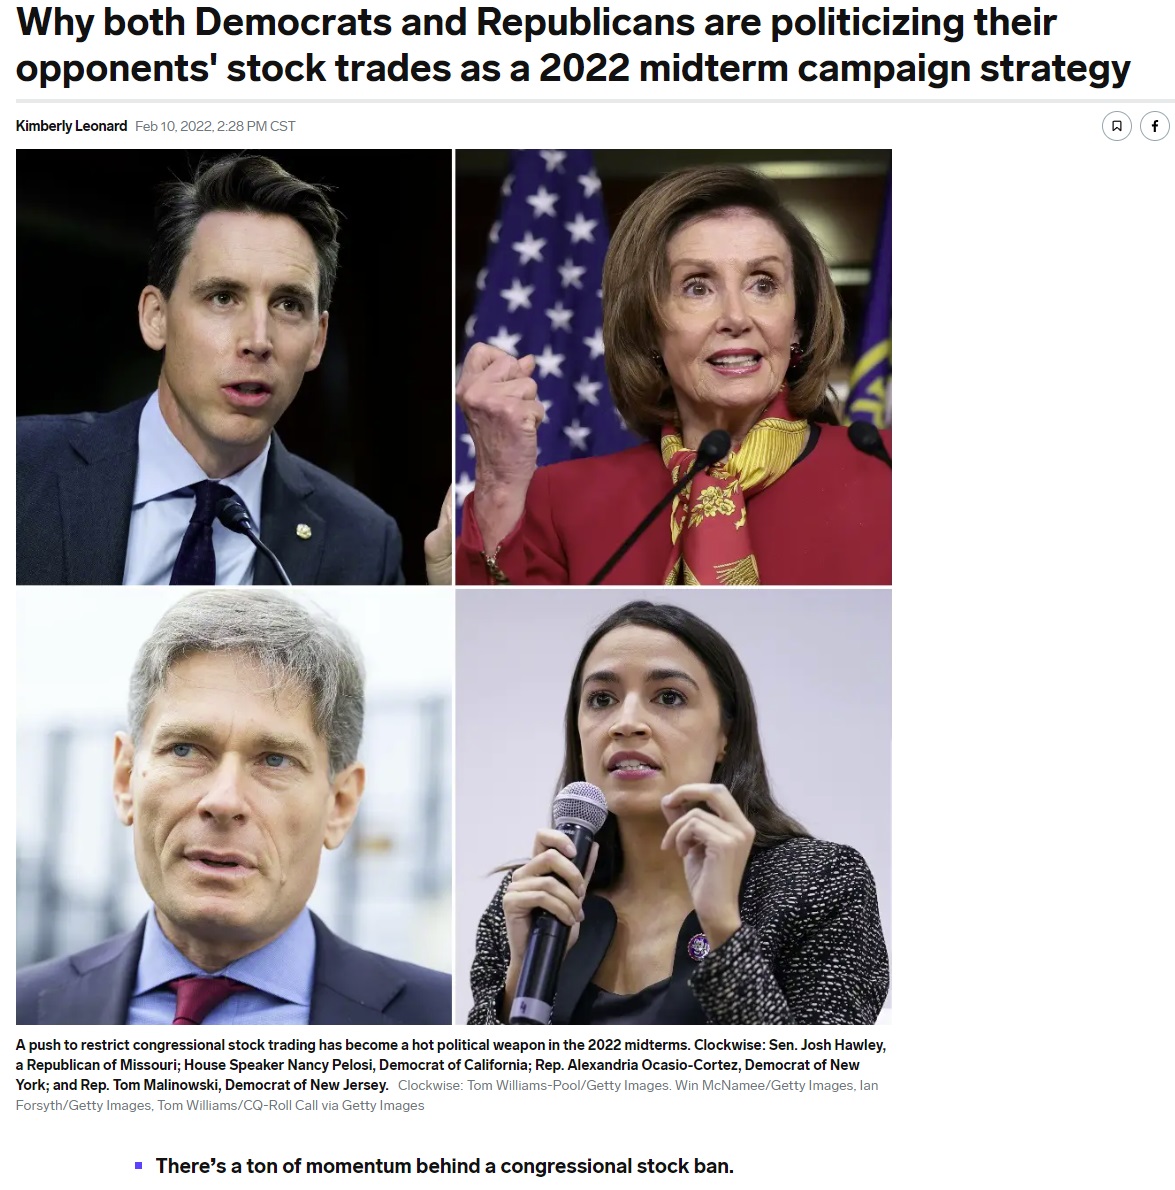 Why both Democrats and Republicans are politicizing their
opponents' stock trades as a 2022 midterm campaign strategy
Kimberly Leonard Feb 10, 2022, 2:28 PM CST
A push to restrict congressional stock trading has become a hot political weapon in the 2022 midterms. Clockwise: Sen. Josh Hawley,
a Republican of Missouri; House Speaker Nancy Pelosi, Democrat of California; Rep. Alexandria Ocasio-Cortez, Democrat of New
York; and Rep. Tom Malinowski, Democrat of New Jersey. Clockwise: Tom Williams-Pool/Getty Images. Win McNamee/Getty Images, Ian
Forsyth/Getty Images, Tom Williams/CQ-Roll Call via Getty Images
There's a ton of momentum behind a congressional stock ban.